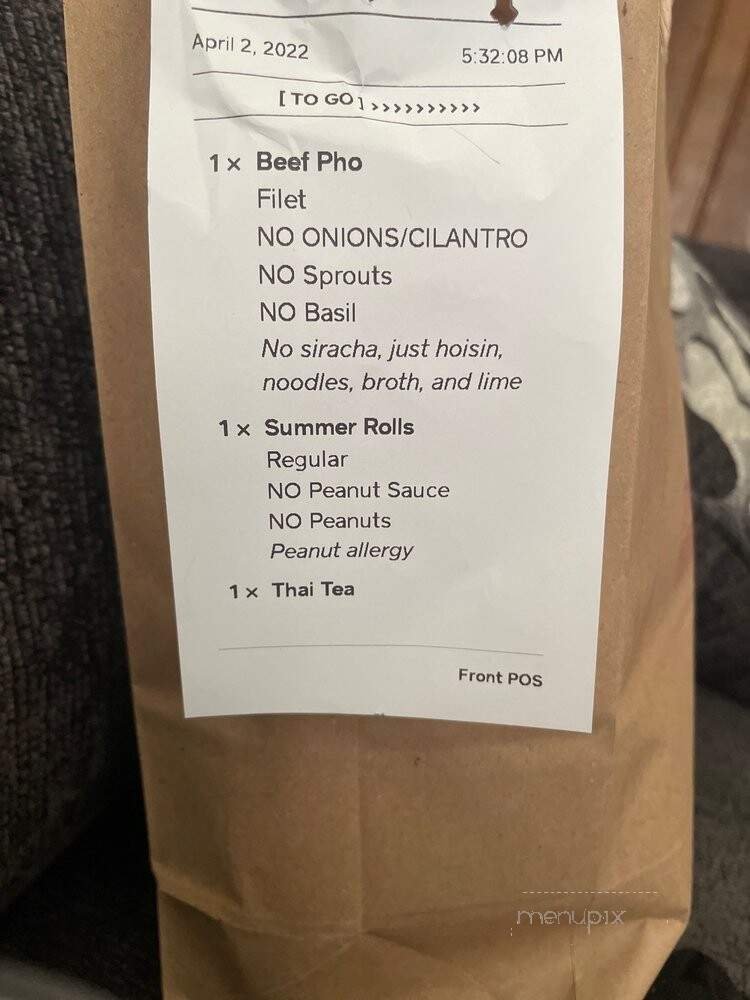 April 2, 2022 5:32:08 PM
[ TO GO ] >>>>>>>>>>
1 × Beef Pho
Filet
NO ONIONS/CILANTRO
NO Sprouts
NO Basil
No siracha, just hoisin,
noodles, broth, and lime
1 × Summer Rolls
Regular
NO Peanut Sauce
NO Peanuts
Peanut allergy
1 × Thai Tea
Front POS
menupix